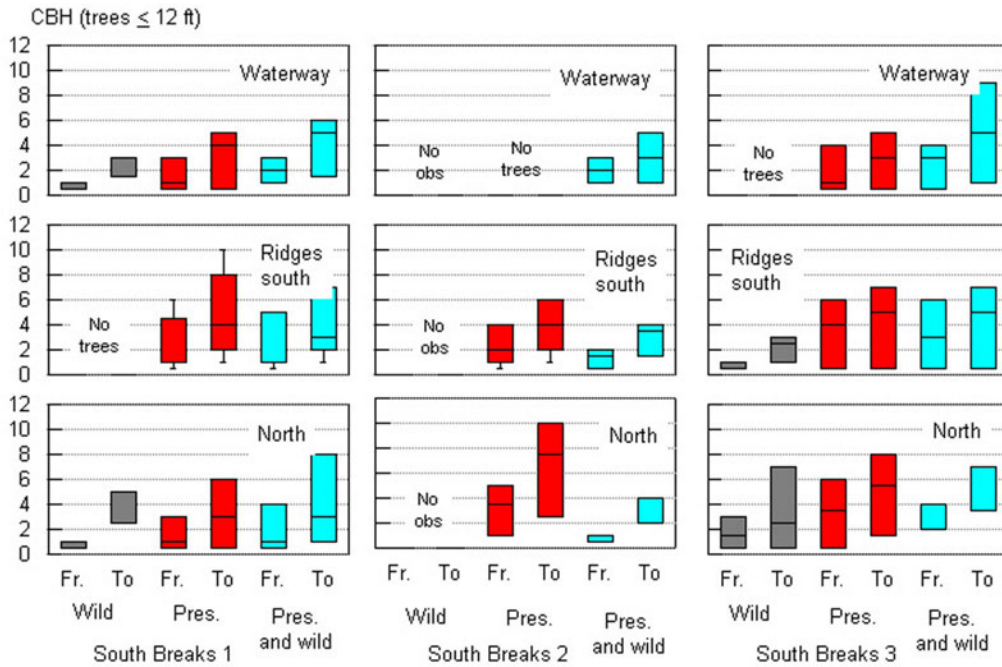 CBH (trees ≤ 12 ft)
12
10
8
6
4
2
0
Waterway
Waterway
No
obs
No
trees
Waterway
No
trees
12
10
8
6
4
2
0
Ridges
south
No
trees
Ridges
south
No
obs
Ridges
south
12
10
8
6
4
2
0
North
North
No
obs
North
Fr. To Fr. To Fr. To
Wild Pres. Pres.
and wild
South Breaks 1
Fr. To Fr. To Fr. To
Wild Pres. Pres.
and wild
South Breaks 2
Fr. To Fr. To Fr. To
Wild Pres. Pres.
and wild
South Breaks 3